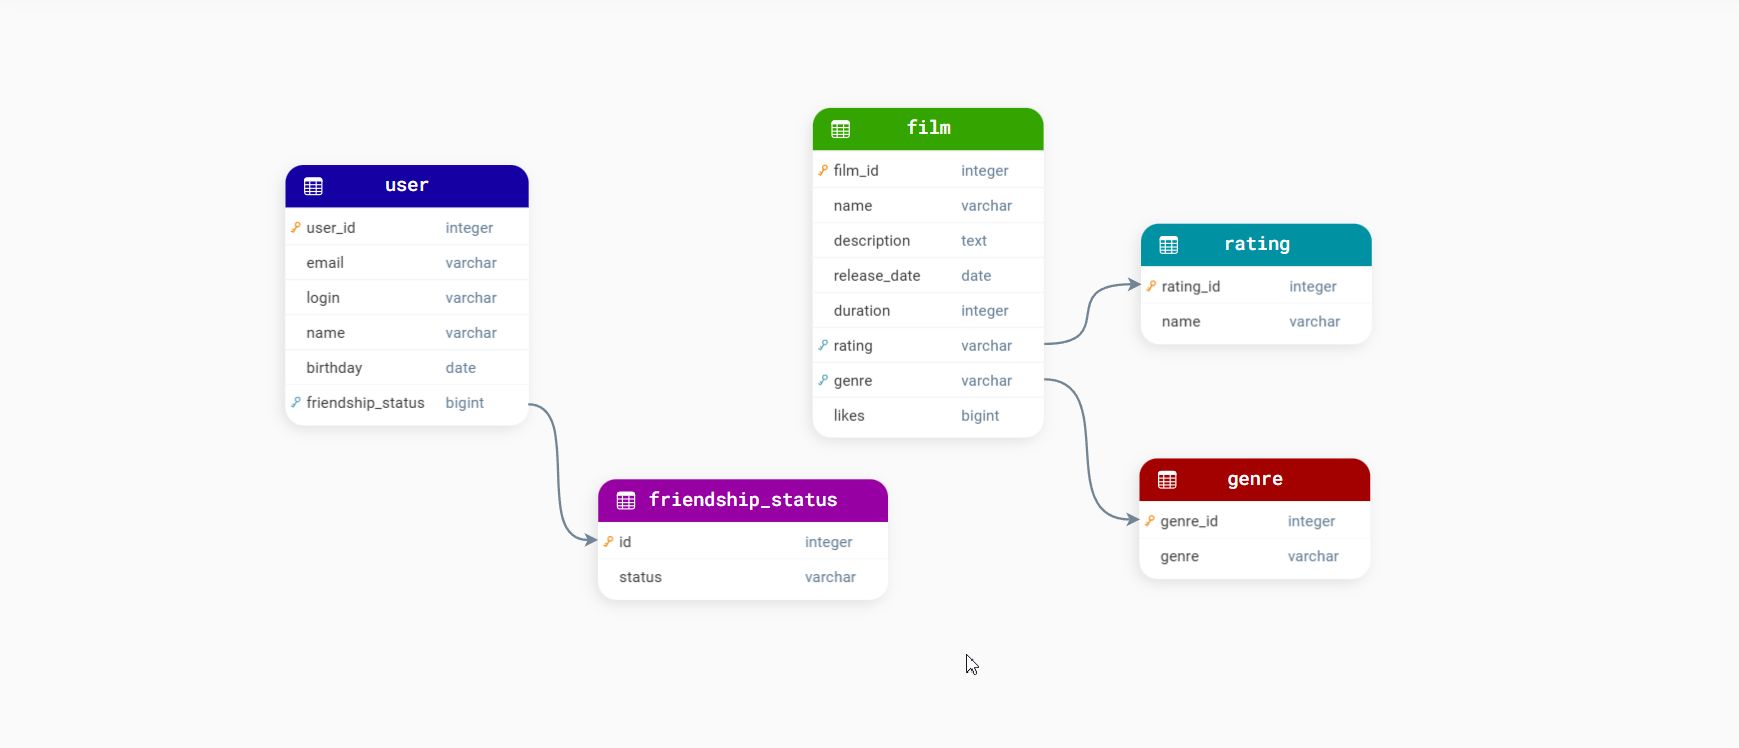 user
user_id integer
email varchar
login varchar
name varchar
birthday date
friendship_status bigint
film
film_id integer
name varchar
description text
release_date date
duration integer
rating varchar
genre varchar
likes bigint
rating
rating_id integer
name varchar
friendship_status
id integer
status varchar
genre
genre_id integer
genre varchar